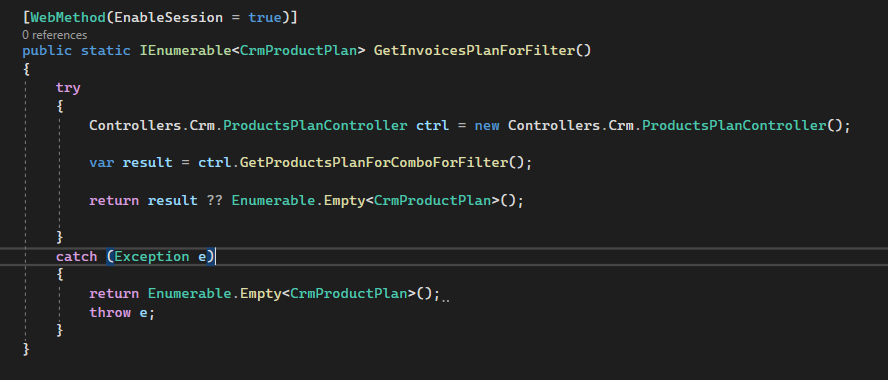 [WebMethod(EnableSession = true)]
0 references
public static IEnumerable<CrmProductPlan> GetInvoicesPlanForFilter()
{
try
{
Controllers.Crm.ProductsPlanController ctrl = new Controllers.Crm.ProductsPlanController();
var result = ctrl.GetProductsPlanForComboForFilter();
return result ?? Enumerable.Empty<CrmProductPlan>();
}
catch (Exception e)
{
return Enumerable.Empty<CrmProductPlan>();
throw e;
}
}